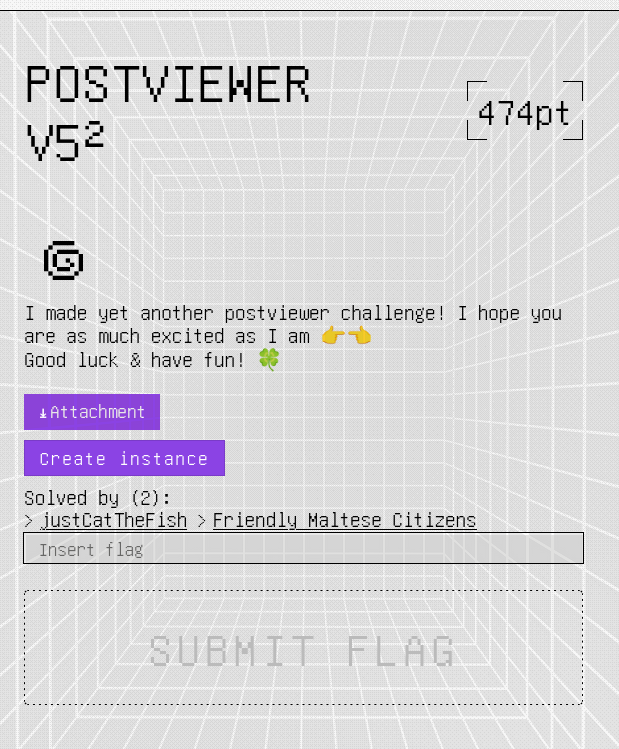 POSTVIEWER
V5²
474pt
I made yet another postviewer challenge! I hope you
are as much excited as I am 👉👈
Good luck & have fun! 🍀
Attachment
Create instance
Solved by (2):
> justCatTheFish > Friendly Maltese Citizens
Insert flag
SUBMIT FLAG